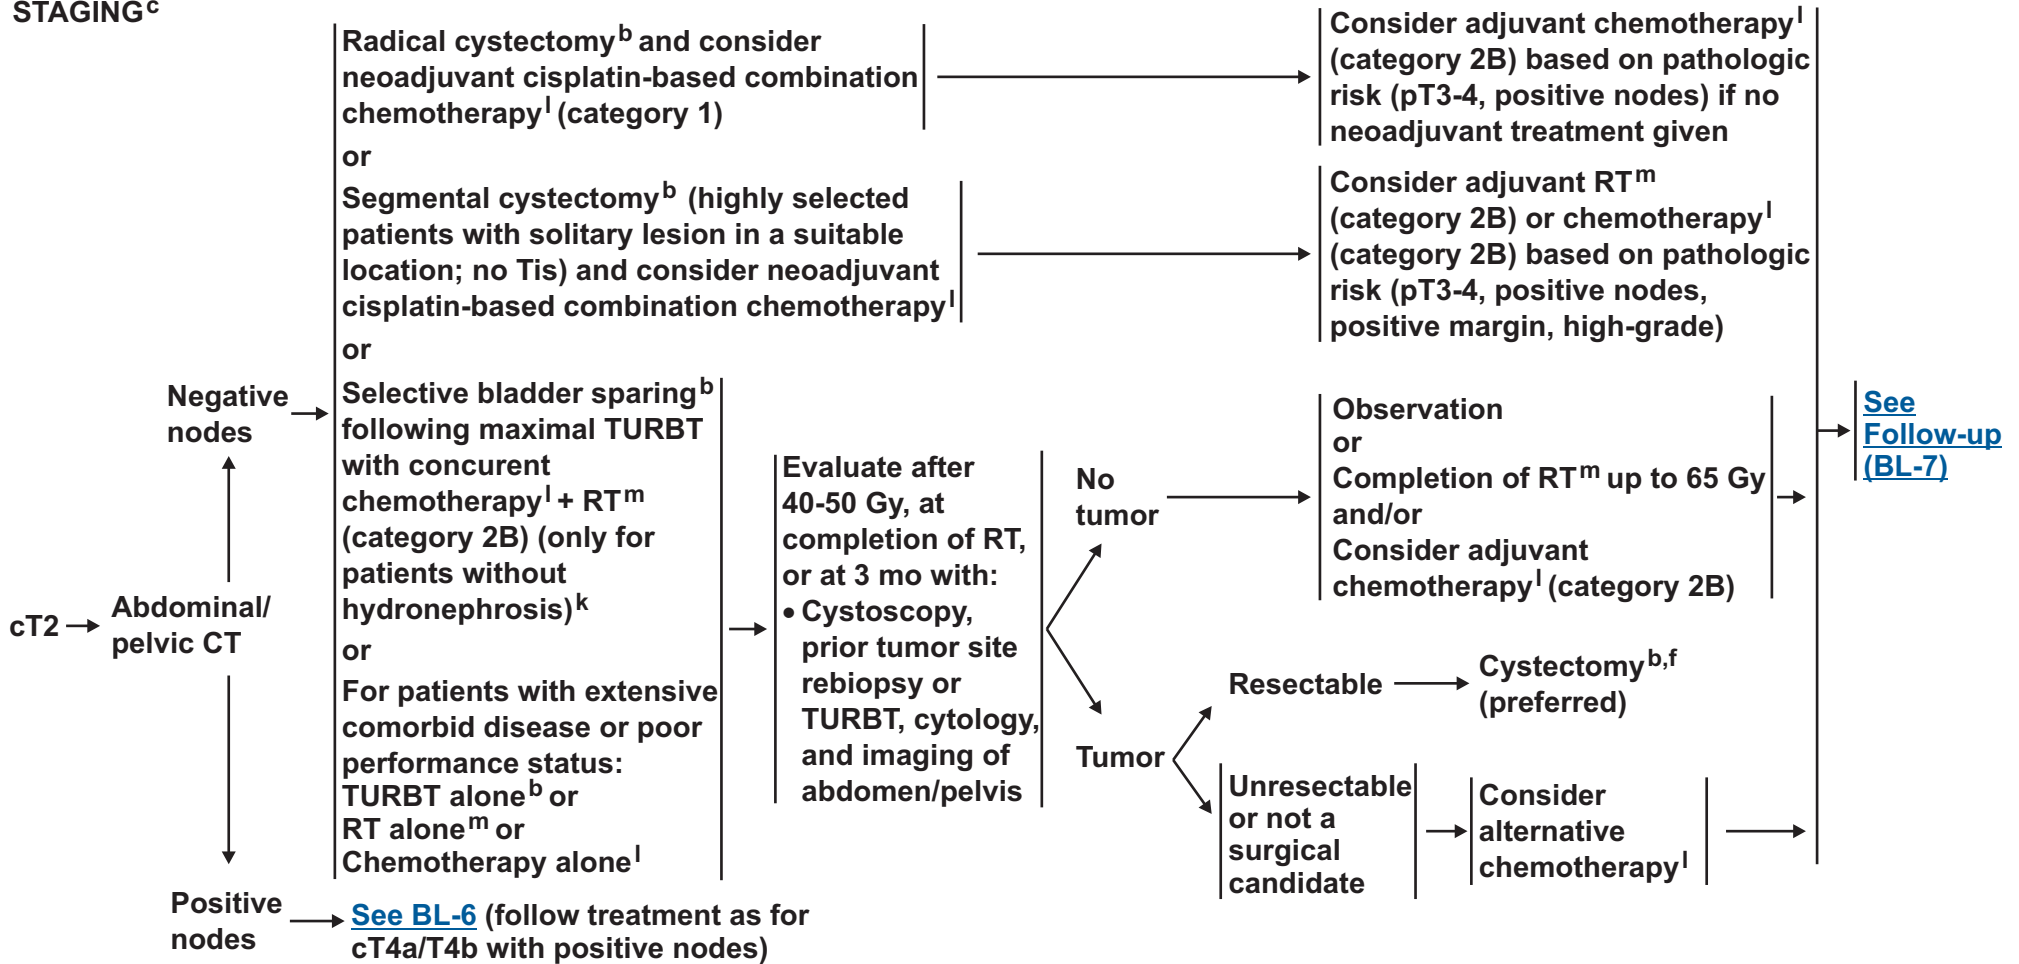 STAGINGc
Radical cystectomyb and consider
neoadjuvant cisplatin-based combination
chemotherapyl (category 1)
or
Segmental cystectomyb (highly selected
patients with solitary lesion in a suitable
location; no Tis) and consider neoadjuvant
cisplatin-based combination chemotherapyl
or
Selective bladder sparingb
following maximal TURBT
with concurent
chemotherapyl + RTm
(category 2B) (only for
patients without
hydronephrosis)k
or
For patients with extensive
comorbid disease or poor
performance status:
TURBT aloneb or
RT alonem or
Chemotherapy alonel
Consider adjuvant chemotherapyl
(category 2B) based on pathologic
risk (pT3-4, positive nodes) if no
neoadjuvant treatment given
Consider adjuvant RTm
(category 2B) or chemotherapyl
(category 2B) based on pathologic
risk (pT3-4, positive nodes,
positive margin, high-grade)
Negative
nodes
cT2
Abdominal/
pelvic CT
Positive
nodes
See BL-6 (follow treatment as for
cT4a/T4b with positive nodes)
Evaluate after
40-50 Gy, at
completion of RT,
or at 3 mo with:
• Cystoscopy,
prior tumor site
rebiopsy or
TURBT, cytology,
and imaging of
abdomen/pelvis
No
tumor
Observation
or
Completion of RTm up to 65 Gy
and/or
Consider adjuvant
chemotherapyl (category 2B)
Tumor
Resectable
Cystectomyb,f
(preferred)
Unresectable
or not a
surgical
candidate
Consider
alternative
chemotherapyl
See
Follow-up
(BL-7)